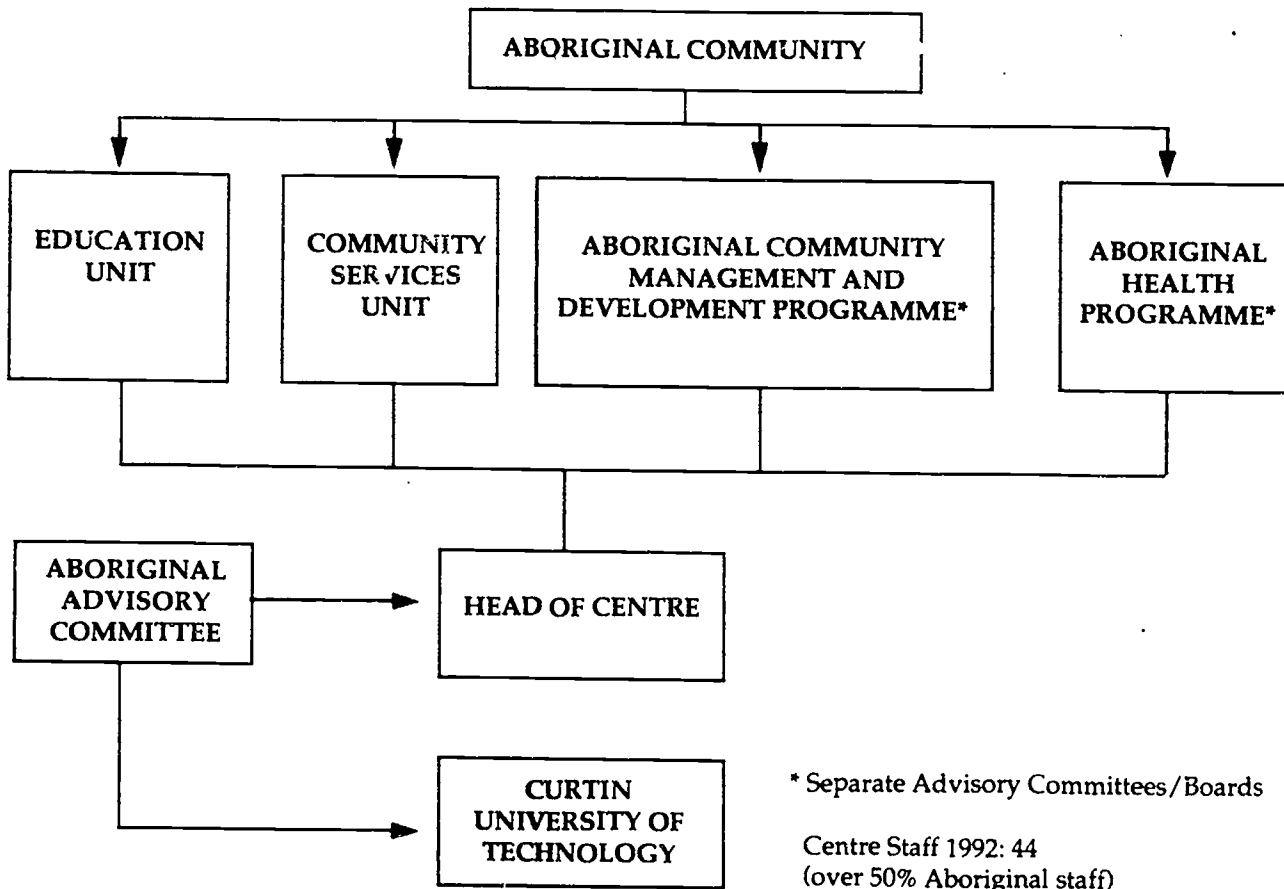 ABORIGINAL COMMUNITY
EDUCATION
UNIT
COMMUNITY
SERVICES
UNIT
ABORIGINAL COMMUNITY
MANAGEMENT AND
DEVELOPMENT PROGRAMME*
ABORIGINAL
HEALTH
PROGRAMME*
ABORIGINAL
ADVISORY
COMMITTEE
HEAD OF CENTRE
CURTIN
UNIVERSITY OF
TECHNOLOGY
* Separate Advisory Committees/Boards
Centre Staff 1992: 44
(over 50% Aboriginal staff)